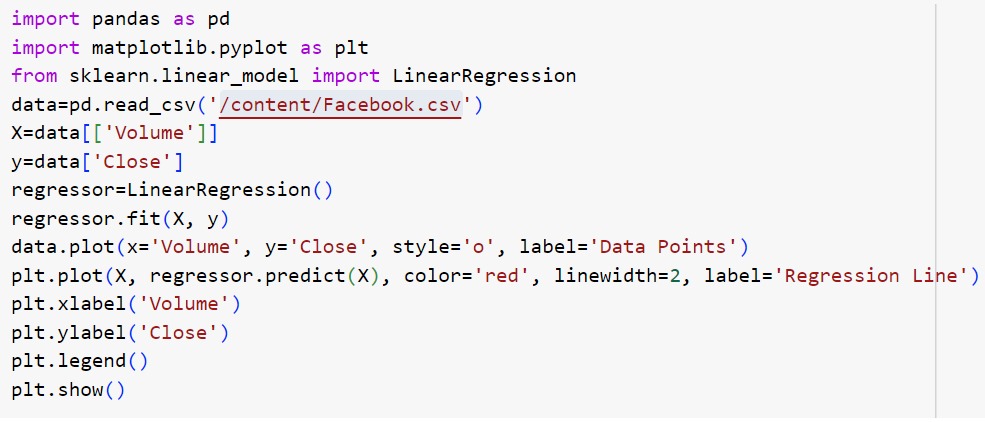 import pandas as pd
import matplotlib.pyplot as plt
from sklearn.linear_model import LinearRegression
data=pd.read_csv('/content/Facebook.csv')
X=data[['Volume']]
y=data['Close']
regressor=LinearRegression()
regressor.fit(X, y)
data.plot(x='Volume', y='Close', style='o', label='Data Points')
plt.plot(X, regressor.predict(X), color='red', linewidth=2, label='Regression Line')
plt.xlabel('Volume')
plt.ylabel('Close')
plt.legend()
plt.show()